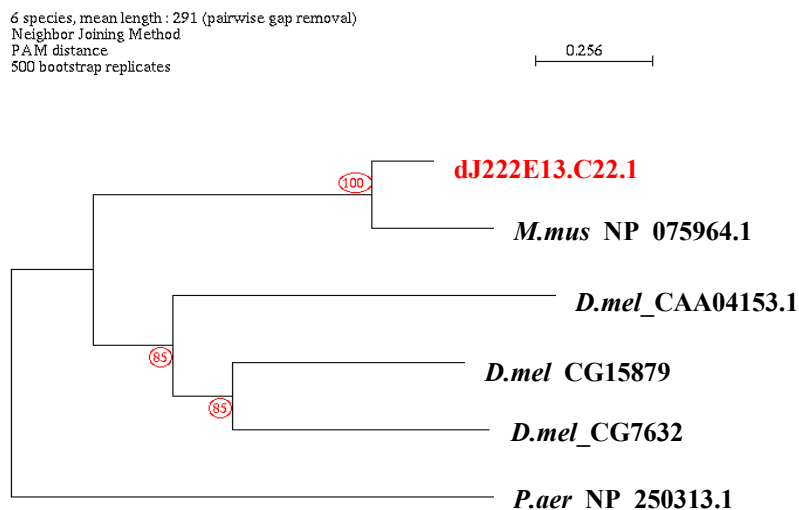 6 species, mean length : 291 (pairwise gap removal)
Neighbor Joining Method
PAM distance
500 bootstrap replicates
0.256
dJ222E13.C22.1
100
M.mus NP 075964.1
D.mel_CAA04153.1
85
D.mel CG15879
85
D.mel_CG7632
P.aer NP 250313.1